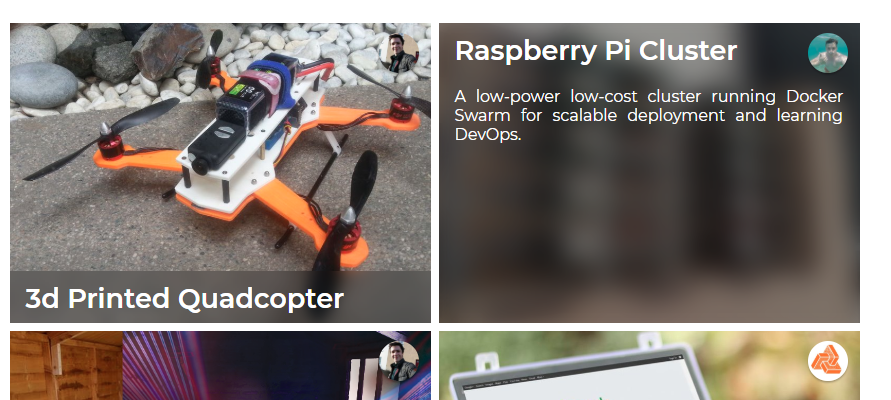 Raspberry Pi Cluster
A low-power low-cost cluster running Docker
Swarm for scalable deployment and learning
DevOps.
3d Printed Quadcopter